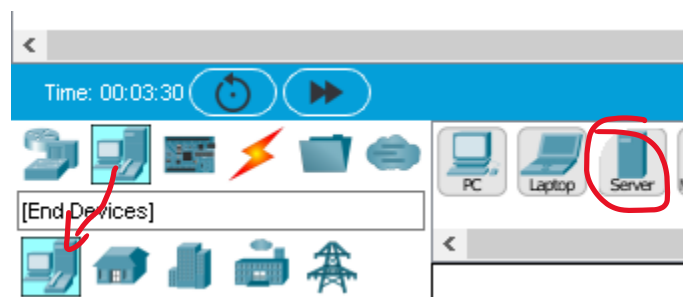 Time: 00:03:30
PC
Laptop
Server
[End Devices]